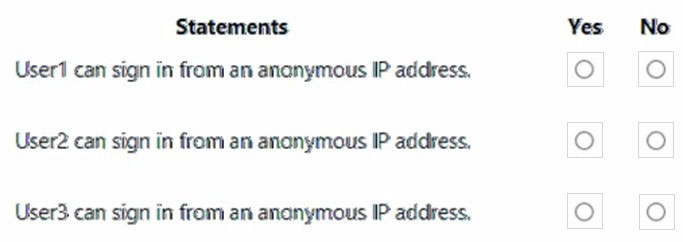 Statements Yes No
User1 can sign in from an anonymous IP address.
User2 can sign in from an anonymous IP address.
User3 can sign in from an anonymous IP address.